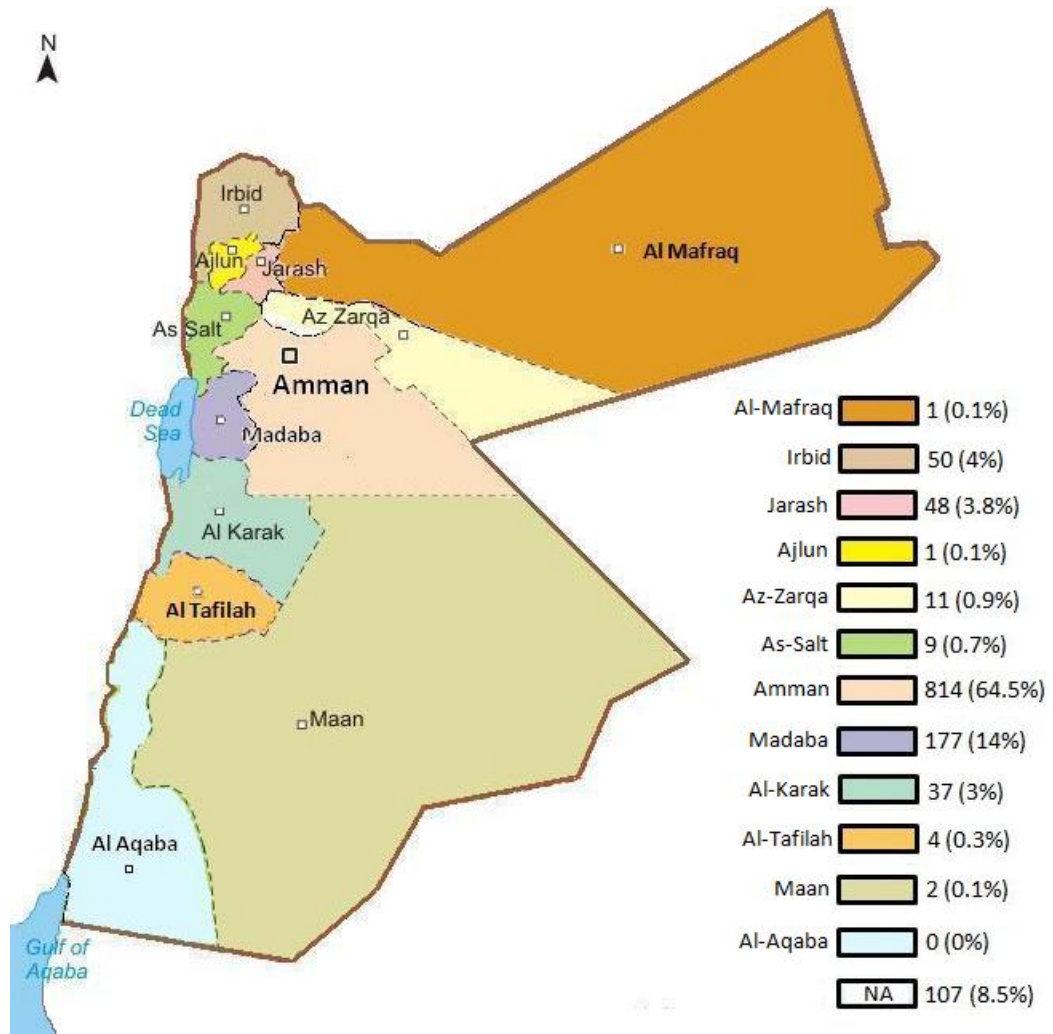 N
Irbid
Ajlun
Jarash
Al Mafraq
As Salt
Az Zarqa
Amman
Dead
Sea
Madaba
Al Karak
Al Tafilah
Maan
Al Aqaba
Gulf of
Aqaba
Al-Mafraq 1 (0.1%)
Irbid 50 (4%)
Jarash 48 (3.8%)
Ajlun 1 (0.1%)
Az-Zarqa 11 (0.9%)
As-Salt 9 (0.7%)
Amman 814 (64.5%)
Madaba 177 (14%)
Al-Karak 37 (3%)
Al-Tafilah 4 (0.3%)
Maan 2 (0.1%)
Al-Aqaba 0 (0%)
NA 107 (8.5%)